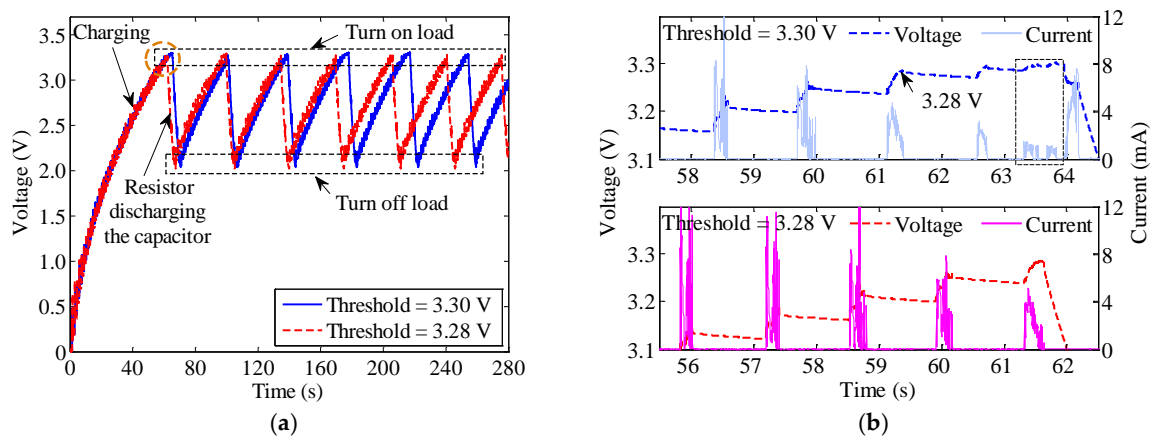 3.5
3.0
2.5
2.0
1.5
1.0
0.5
0
Voltage (V)
Charging
Turn on load
Resistor
discharging
the capacitor
Turn off load
Threshold = 3.30 V
Threshold = 3.28 V
0 40 80 120 160 200 240 280
Time (s)
(a)
Threshold = 3.30 V Voltage Current
3.28 V
3.3
3.2
3.1
12
8
4
0
58 59 60 61 62 63 64
Threshold = 3.28 V Voltage Current
3.3
3.2
3.1
12
8
4
0
56 57 58 59 60 61 62
Voltage (V)
Current (mA)
Time (s)
(b)